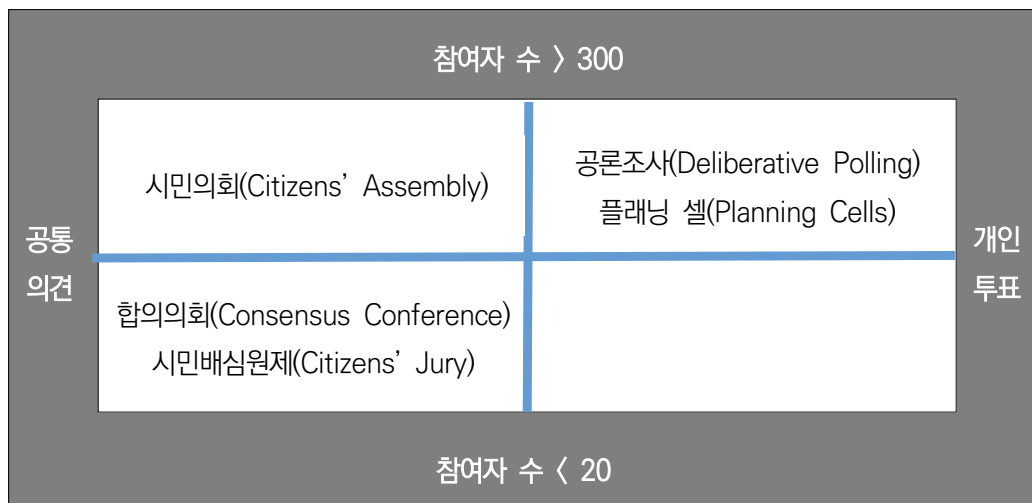 참여자 수 > 300
시민의회(Citizens' Assembly)
공론조사(Deliberative Polling)
플래닝 셀(Planning Cells)
공통
의견
개인
투표
합의의회(Consensus Conference)
시민배심원제(Citizens' Jury)
참여자 수 < 20